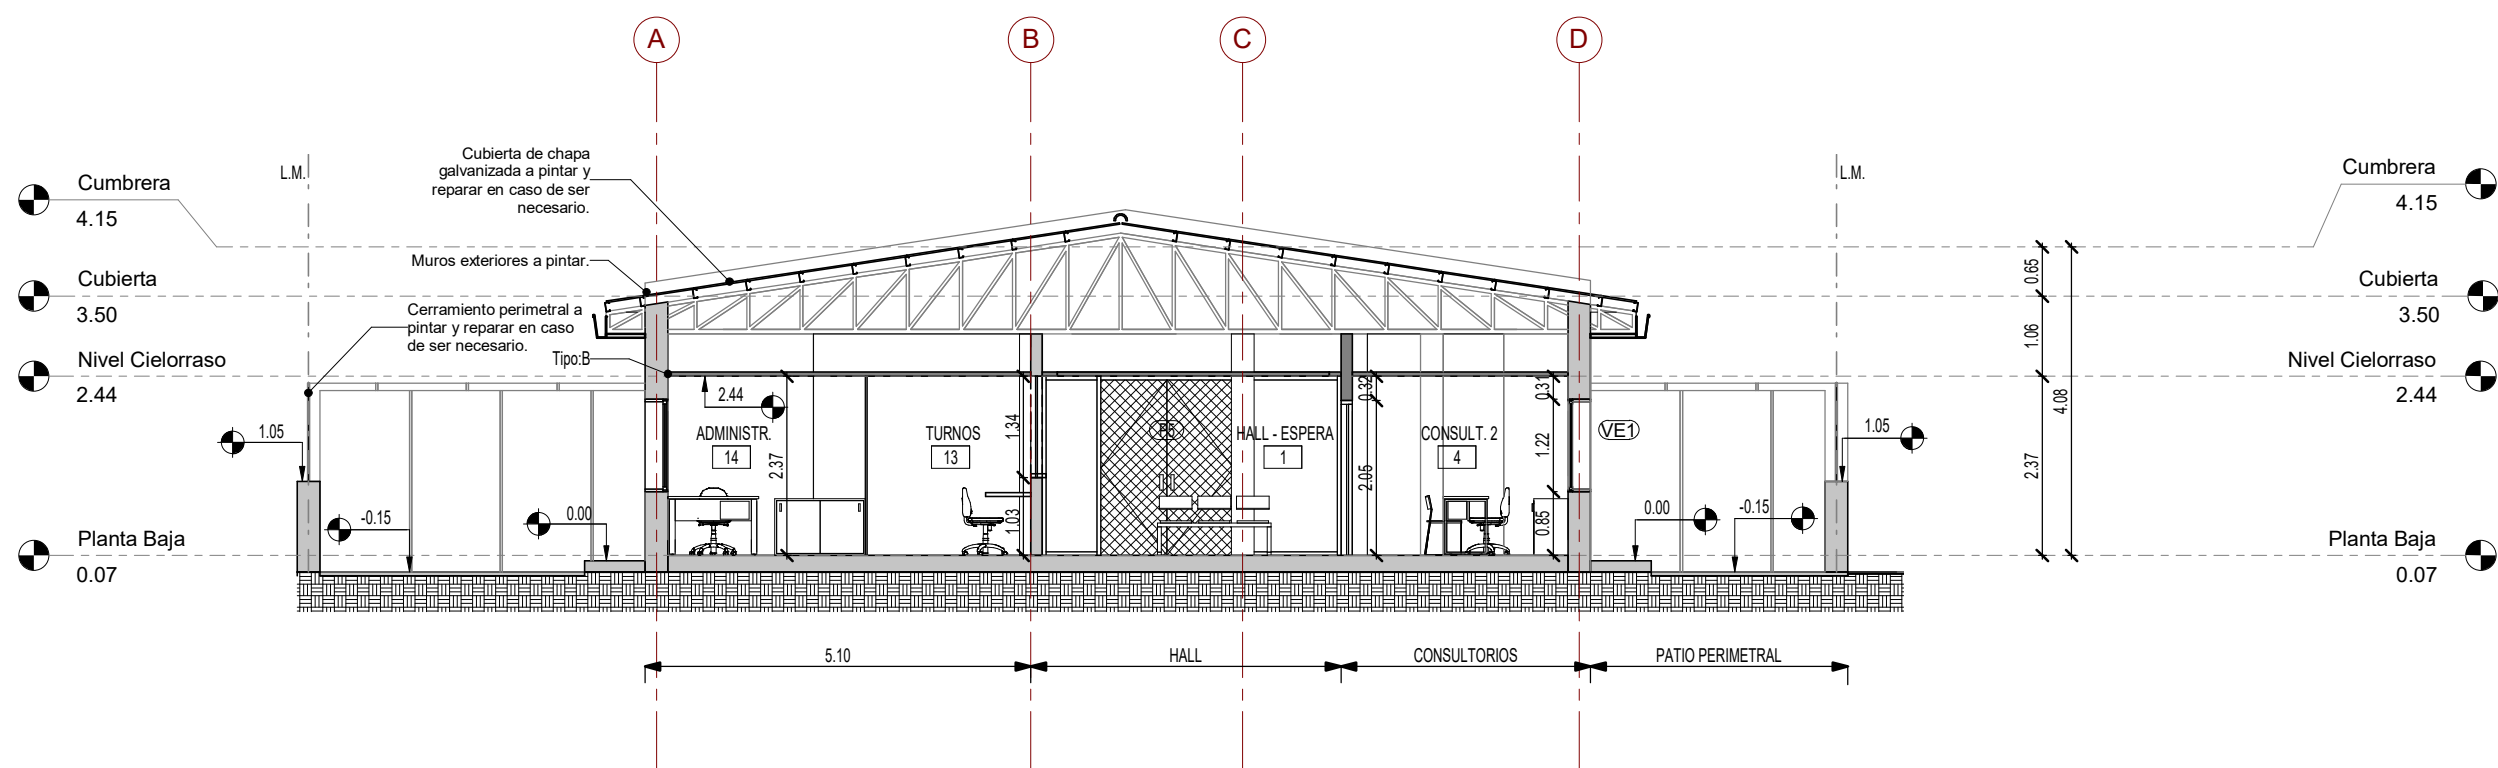 A
B
C
D
Cubierta de chapa
galvanizada a pintar y
reparar en caso de ser
necesario.
L.M.
L.M.
Cumbrera
4.15
Cumbrera
4.15
Muros exteriores a pintar.
Cubierta
3.50
Cubierta
3.50
0.65
Cerramiento perimetral a
pintar y reparar en caso
de ser necesario.
1.06
4.08
Tipo:B
Nivel Cielorraso
2.44
Nivel Cielorraso
2.44
2.44
0.32
0.31
1.05
ADMINISTR.
14
2.37
TURNOS
13
1.34
P5
HALL - ESPERA
1
2.05
CONSULT. 2
4
1.22
VE1
1.05
2.37
-0.15
0.00
1.03
0.85
0.00
-0.15
Planta Baja
0.07
Planta Baja
0.07
5.10
HALL
CONSULTORIOS
PATIO PERIMETRAL